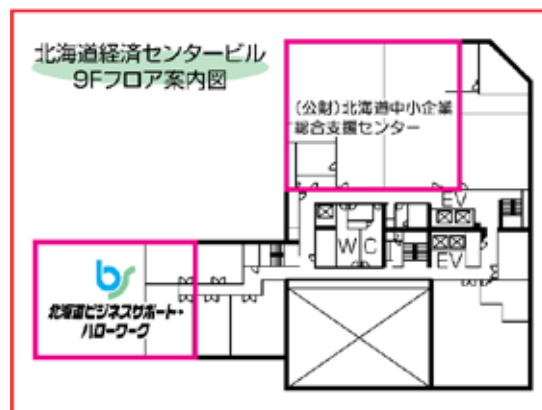 北海道経済センタービル
9Fフロア案内図
(公財)北海道中小企業
総合支援センター
EV
W C
EV
bs
北海道ビジネスサポート・
ハローワーク